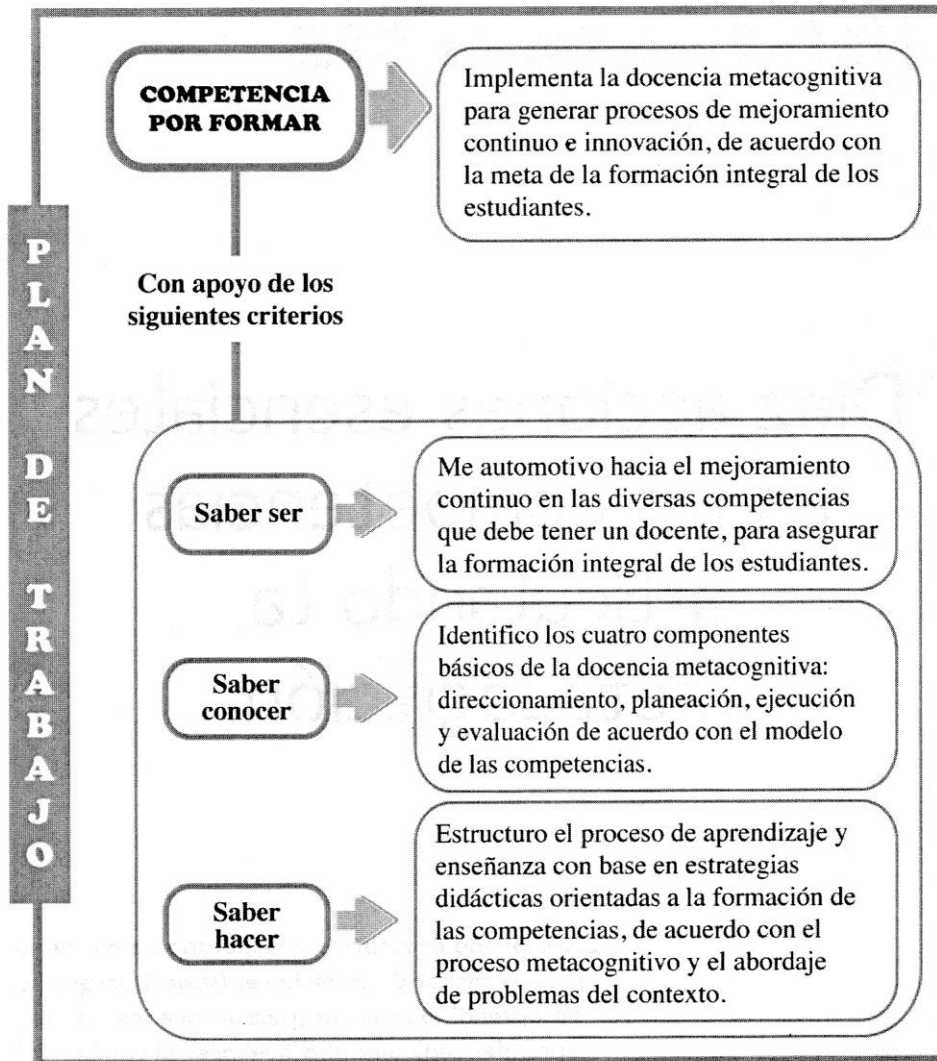 PLAN DE TRABAJO
COMPETENCIA
POR FORMAR
Implementa la docencia metacognitiva
para generar procesos de mejoramiento
continuo e innovación, de acuerdo con
la meta de la formación integral de los
estudiantes.
Con apoyo de los
siguientes criterios
Saber ser
Me automotivo hacia el mejoramiento
continuo en las diversas competencias
que debe tener un docente, para asegurar
la formación integral de los estudiantes.
Saber
conocer
Identifico los cuatro componentes
básicos de la docencia metacognitiva:
direccionamiento, planeación, ejecución
y evaluación de acuerdo con el modelo
de las competencias.
Saber
hacer
Estructuro el proceso de aprendizaje y
enseñanza con base en estrategias
didácticas orientadas a la formación de
las competencias, de acuerdo con el
proceso metacognitivo y el abordaje
de problemas del contexto.